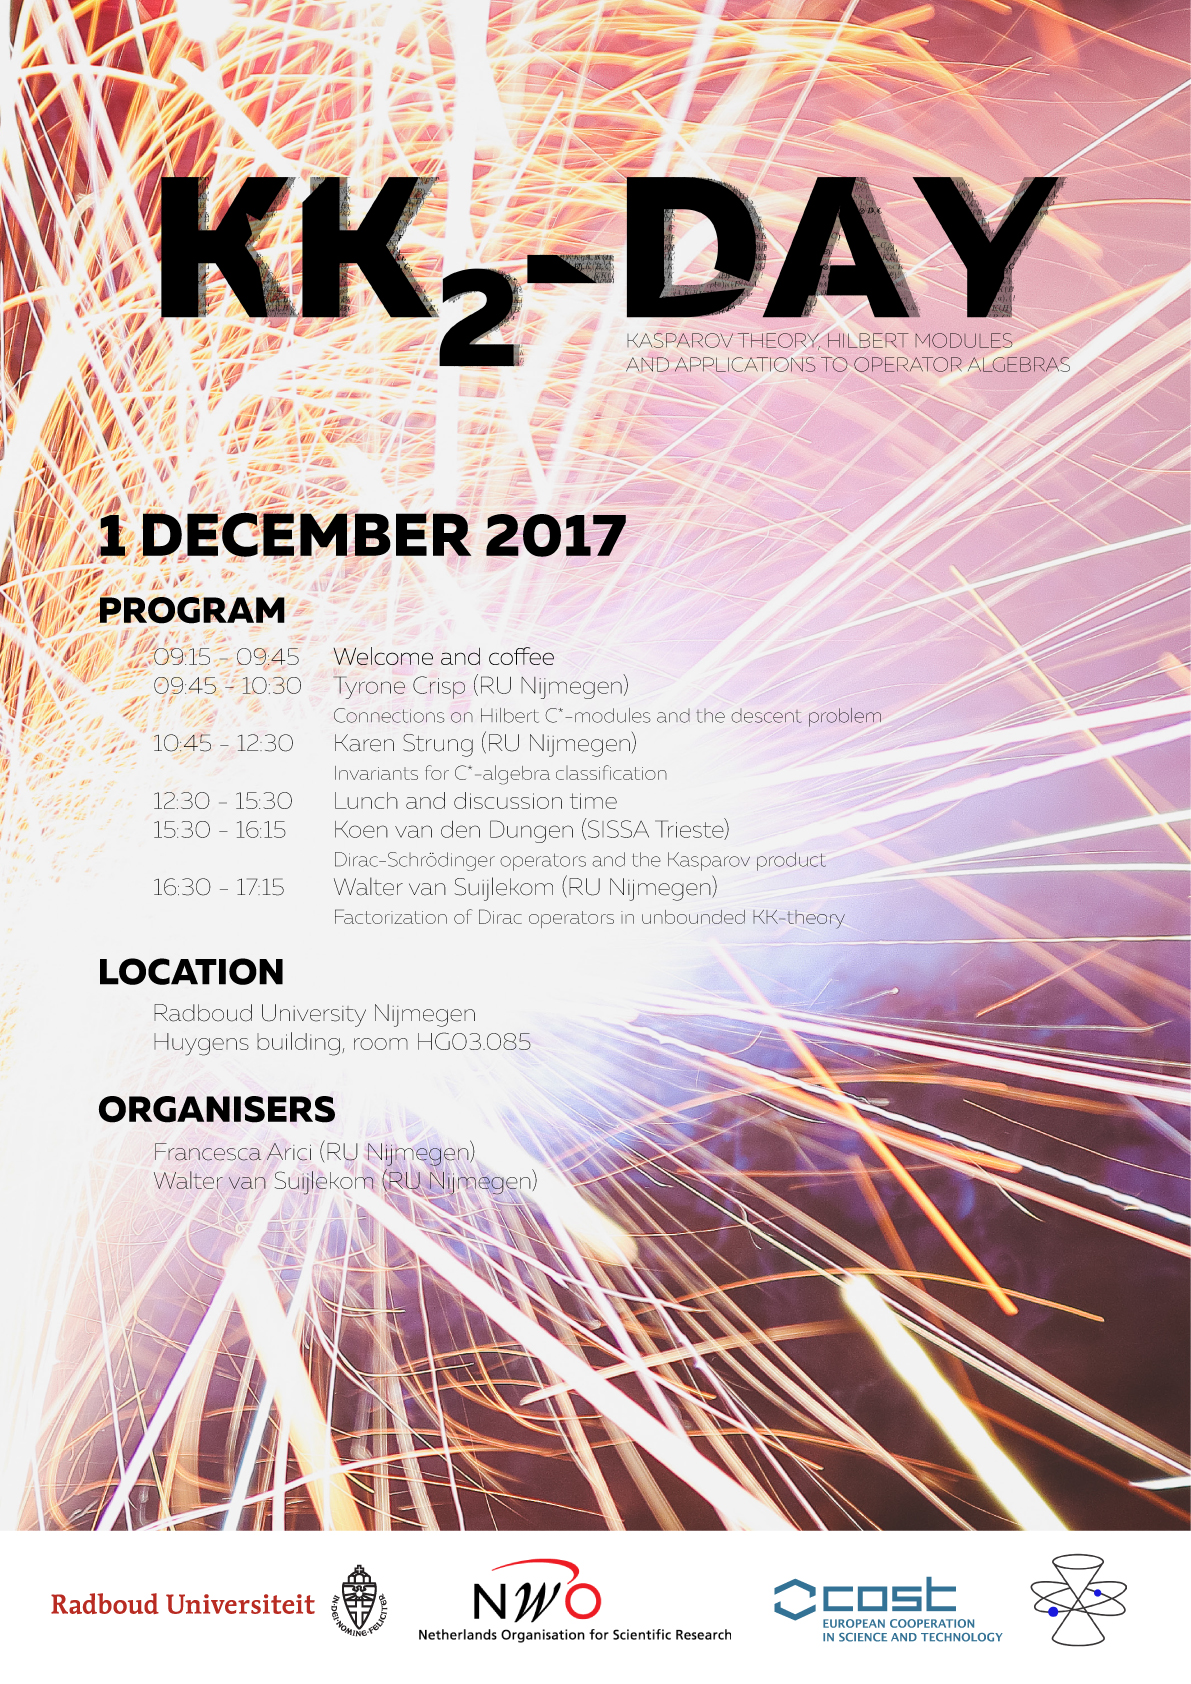 KK₂-DAY
KASPAROV THEORY, HILBERT MODULES
AND APPLICATIONS TO OPERATOR ALGEBRAS
1 DECEMBER 2017
PROGRAM
09:15 - 09:45 Welcome and coffee
09:45 - 10:30 Tyrone Crisp (RU Nijmegen)
Connections on Hilbert C*-modules and the descent problem
10:45 - 12:30 Karen Strung (RU Nijmegen)
Invariants for C*-algebra classification
12:30 - 15:30 Lunch and discussion time
15:30 - 16:15 Koen van den Dungen (SISSA Trieste)
Dirac-Schrödinger operators and the Kasparov product
16:30 - 17:15 Walter van Suijlekom (RU Nijmegen)
Factorization of Dirac operators in unbounded KK-theory
LOCATION
Radboud University Nijmegen
Huygens building, room HG03.085
ORGANISERS
Francesca Arici (RU Nijmegen)
Walter van Suijlekom (RU Nijmegen)
Radboud Universiteit
IN·DEI·NOMINE·FELICITER
NWO
Netherlands Organisation for Scientific Research
cost
EUROPEAN COOPERATION
IN SCIENCE AND TECHNOLOGY